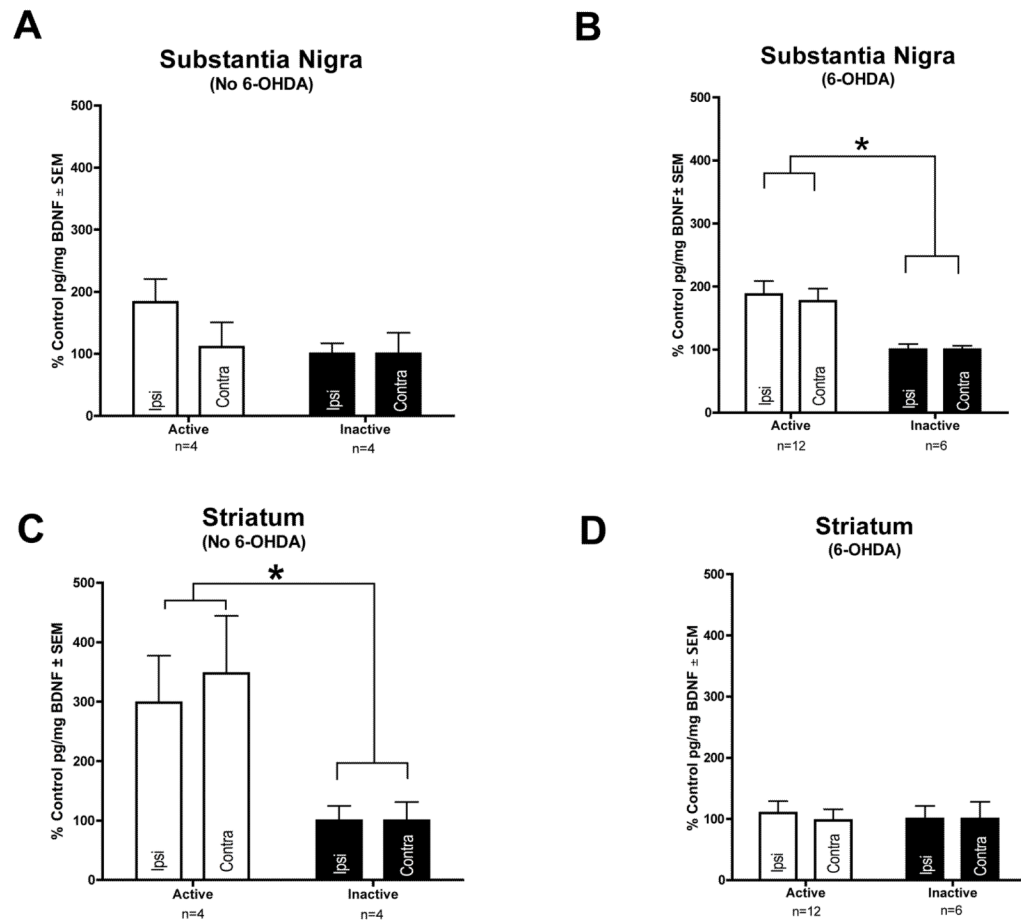 A
Substantia Nigra
(No 6-OHDA)
% Control pg/mg BDNF ± SEM
500
400
300
200
100
0
Ipsi
Contra
Ipsi
Contra
Active
Inactive
n=4
n=4
B
Substantia Nigra
(6-OHDA)
% Control pg/mg BDNF± SEM
500
400
300
200
100
0
*
Ipsi
Contra
Ipsi
Contra
Active
Inactive
n=12
n=6
C
Striatum
(No 6-OHDA)
% Control pg/mg BDNF ± SEM
500
400
300
200
100
0
*
Ipsi
Contra
Ipsi
Contra
Active
Inactive
n=4
n=4
D
Striatum
(6-OHDA)
% Control pg/mg BDNF ± SEM
500
400
300
200
100
0
Ipsi
Contra
Ipsi
Contra
Active
Inactive
n=12
n=6